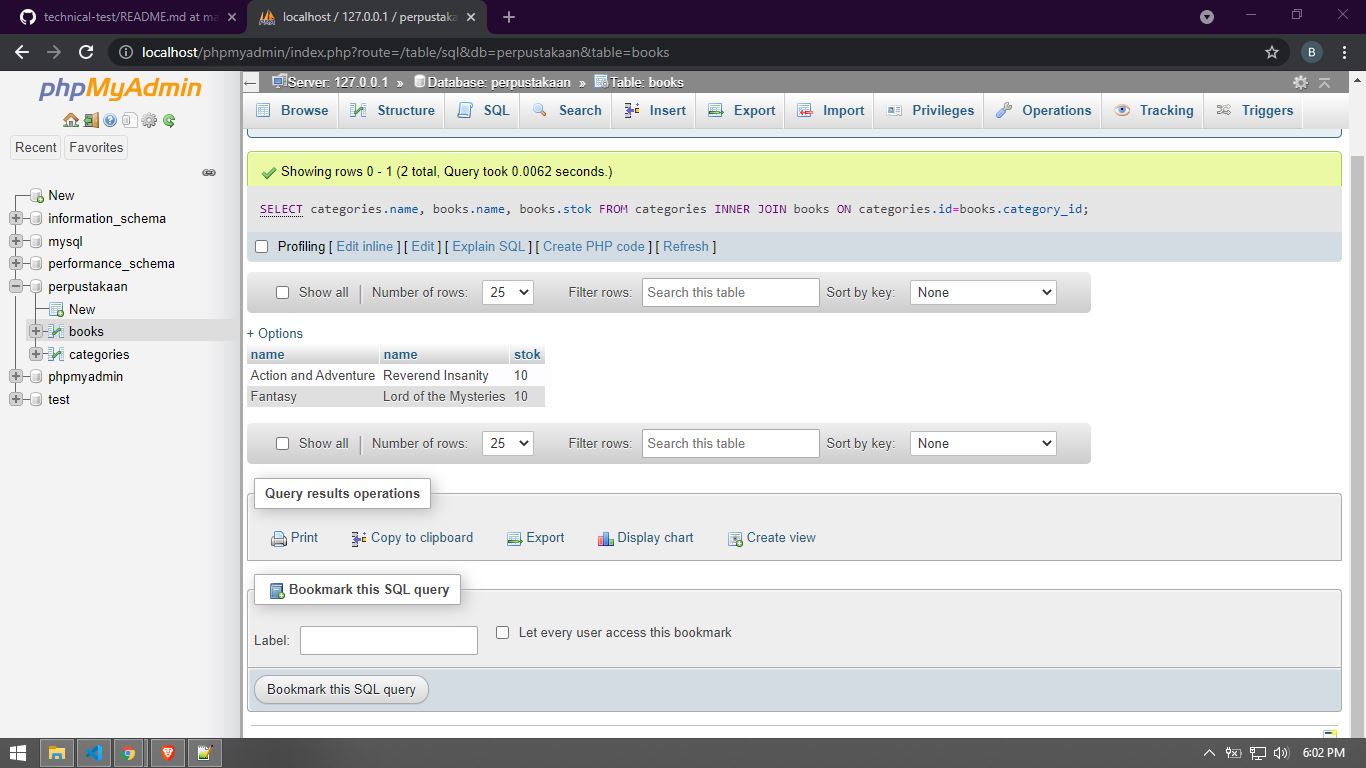 technical-test/README.md at ma
localhost / 127.0.0.1 / perpustaka
localhost/phpmyadmin/index.php?route=/table/sql&db=perpustakaan&table=books
B
phpMyAdmin
Recent Favorites
New
information_schema
mysql
performance_schema
perpustakaan
New
books
categories
phpmyadmin
test
Server: 127.0.0.1 » Database: perpustakaan » Table: books
Browse Structure SQL Search Insert Export Import Privileges Operations Tracking Triggers
Showing rows 0 - 1 (2 total, Query took 0.0062 seconds.)
SELECT categories.name, books.name, books.stok FROM categories INNER JOIN books ON categories.id=books.category_id;
Profiling [ Edit inline ] [ Edit ] [ Explain SQL ] [ Create PHP code ] [ Refresh ]
Show all | Number of rows: 25 Filter rows: Search this table Sort by key: None
+ Options
name name stok
Action and Adventure Reverend Insanity 10
Fantasy Lord of the Mysteries 10
Show all | Number of rows: 25 Filter rows: Search this table Sort by key: None
Query results operations
Print Copy to clipboard Export Display chart Create view
Bookmark this SQL query
Label: Let every user access this bookmark
Bookmark this SQL query
6:02 PM